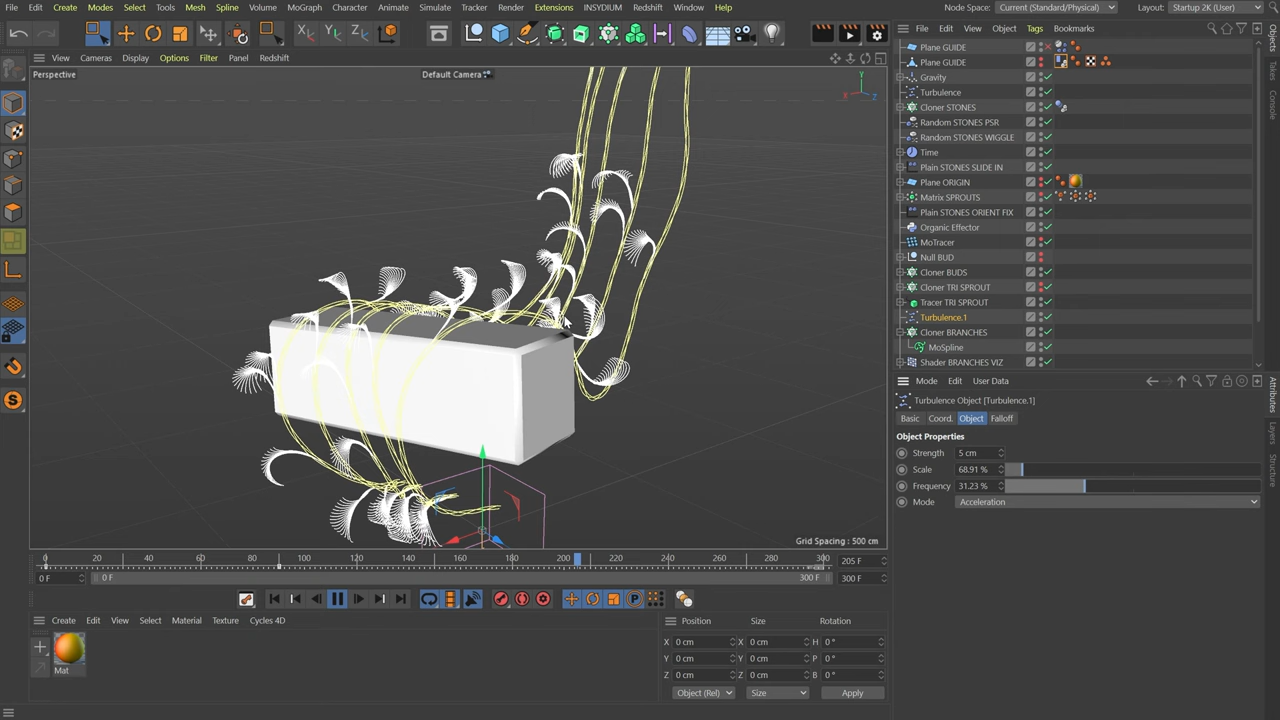 File Edit Create Modes Select Tools Mesh Spline Volume MoGraph Character Animate Simulate Tracker Render Extensions INSYDIUM Redshift Window Help Node Space: Current (Standard/Physical) Layout: Startup 2K (User)
View Cameras Display Options Filter Panel Redshift
File Edit View Object Tags Bookmarks
Perspective
Default Camera
Y
X
Z
Plane GUIDE
Plane GUIDE
Gravity
Turbulence
Cloner STONES
Random STONES PSR
Random STONES WIGGLE
Time
Plain STONES SLIDE IN
Plane ORIGIN
Matrix SPROUTS
Plain STONES ORIENT FIX
Organic Effector
MoTracer
Null BUD
Cloner BUDS
Cloner TRI SPROUT
Tracer TRI SPROUT
Turbulence.1
Cloner BRANCHES
MoSpline
Shader BRANCHES VIZ
Objects
Takes
Console
Mode Edit User Data
Turbulence Object [Turbulence.1]
Basic Coord. Object Falloff
Object Properties
Strength 5 cm
Scale 68.91 %
Frequency 31.23 %
Mode Acceleration
Attributes
Layers
Structure
Grid Spacing : 500 cm
0 20 40 60 80 100 120 140 160 180 200 220 240 260 280 300 205 F
0 F 0 F 300 F 300 F
Create Edit View Select Material Texture Cycles 4D
Mat
Position Size Rotation
X 0 cm X 0 cm H 0 °
Y 0 cm Y 0 cm P 0 °
Z 0 cm Z 0 cm B 0 °
Object (Rel) Size Apply